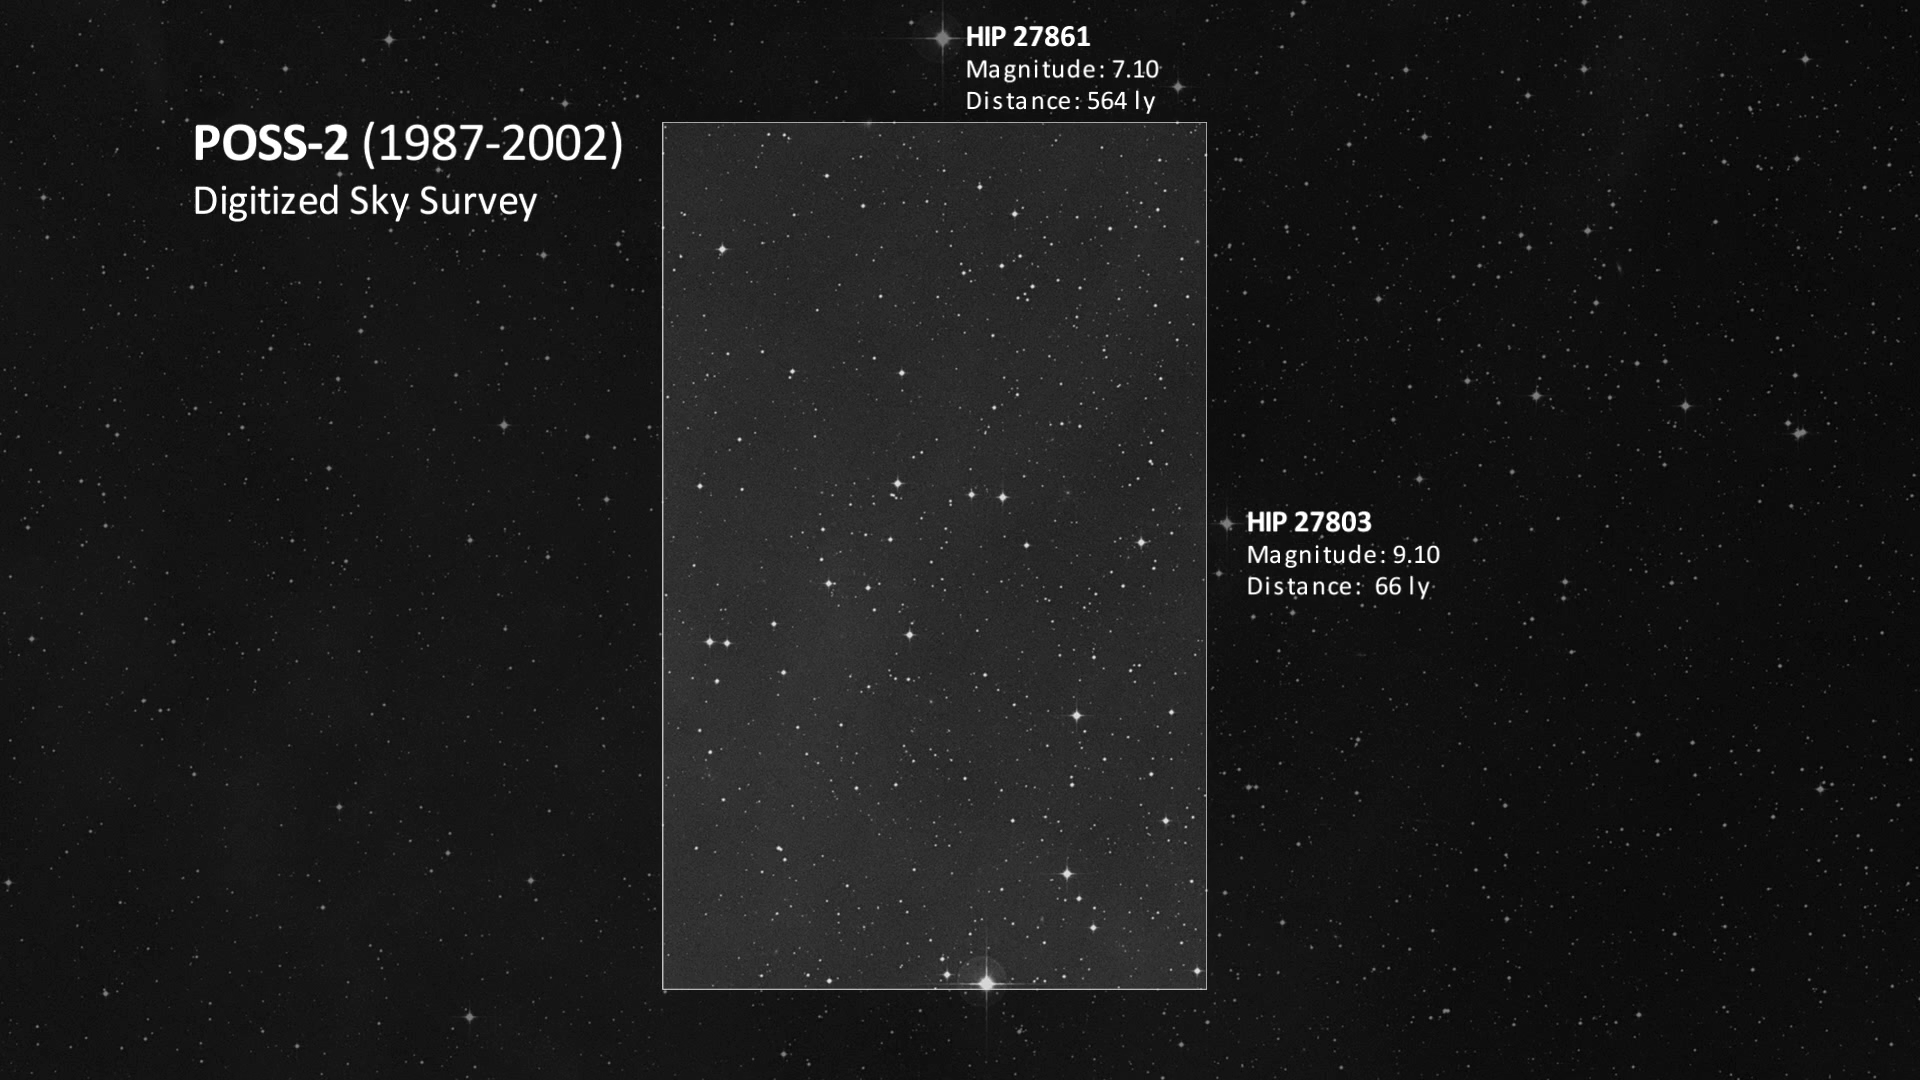 HIP 27861
Magnitude: 7.10
Distance: 564 ly
POSS-2 (1987-2002)
Digitized Sky Survey
HIP 27803
Magnitude: 9.10
Distance: 66 ly